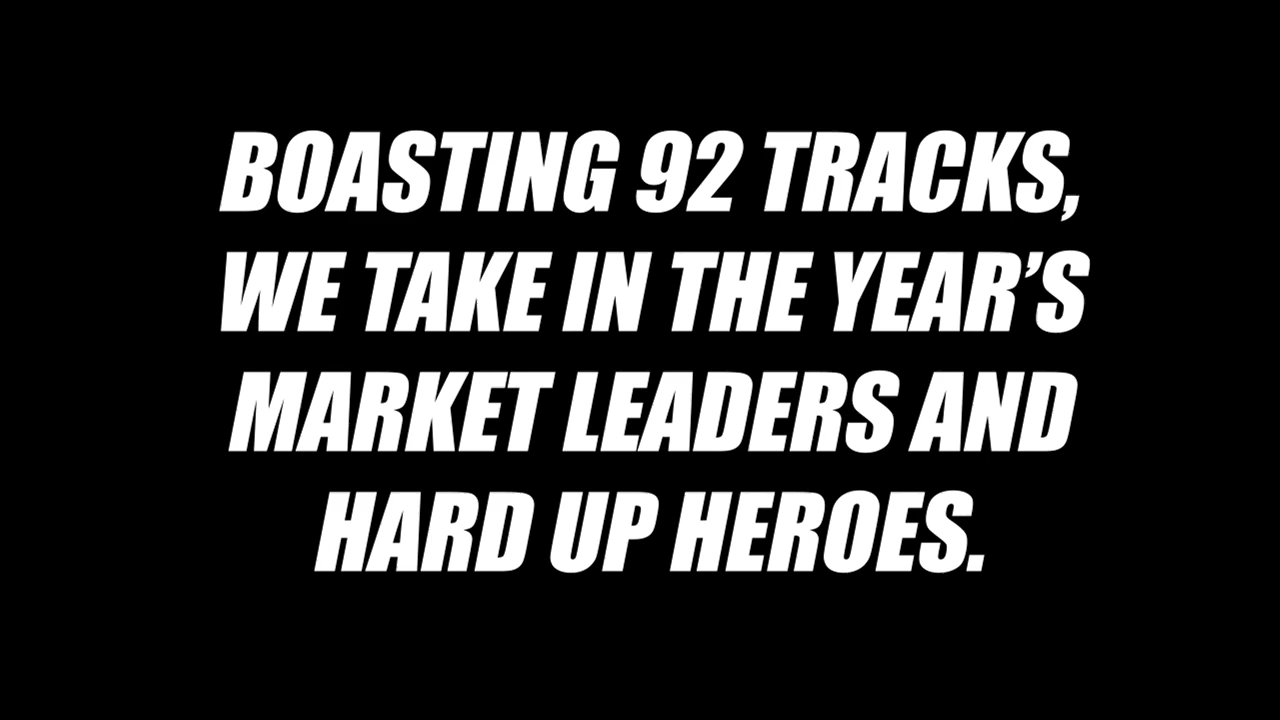 BOASTING 92 TRACKS,
WE TAKE IN THE YEAR’S
MARKET LEADERS AND
HARD UP HEROES.